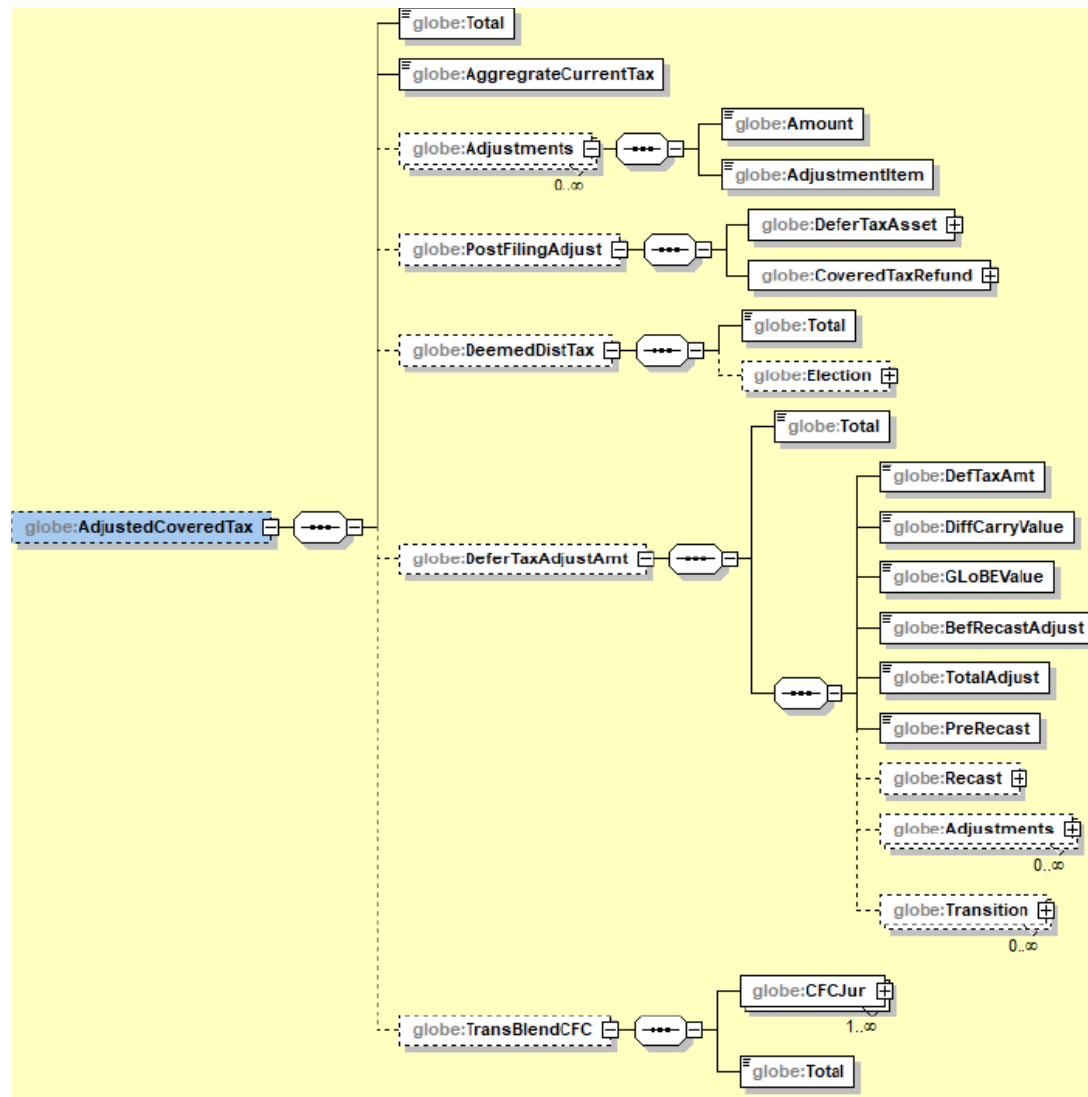 globe:Total
globe:AggregrateCurrentTax
globe:Adjustments
0..∞
globe:Amount
globe:AdjustmentItem
globe:PostFilingAdjust
globe:DeferTaxAsset
globe:CoveredTaxRefund
globe:DeemedDistTax
globe:Total
globe:Election
globe:AdjustedCoveredTax
globe:DeferTaxAdjustAmt
globe:Total
globe:DefTaxAmt
globe:DiffCarryValue
globe:GLoBEValue
globe:BefRecastAdjust
globe:TotalAdjust
globe:PreRecast
globe:Recast
globe:Adjustments
0..∞
globe:Transition
0..∞
globe:TransBlendCFC
globe:CFCJur
1..∞
globe:Total